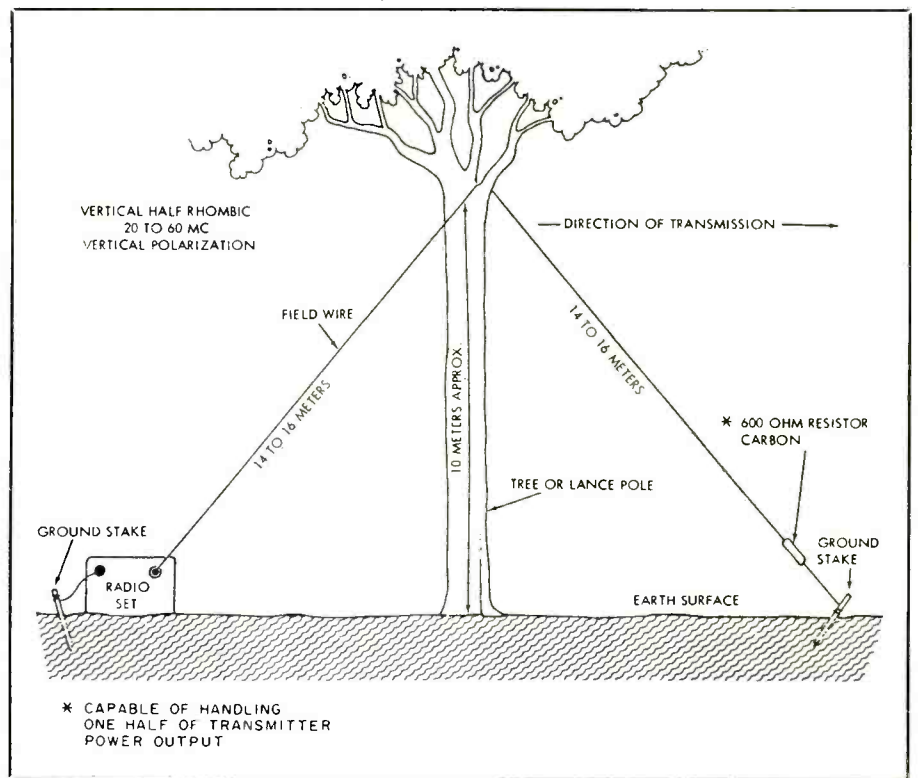 VERTICAL HALF RHOMBIC
20 TO 60 MC
VERTICAL POLARIZATION
DIRECTION OF TRANSMISSION
FIELD WIRE
14 TO 16 METERS
10 METERS APPROX.
14 TO 16 METERS
* 600 OHM RESISTOR
CARBON
TREE OR LANCE POLE
GROUND STAKE
RADIO
SET
GROUND
STAKE
EARTH SURFACE
* CAPABLE OF HANDLING
ONE HALF OF TRANSMITTER
POWER OUTPUT